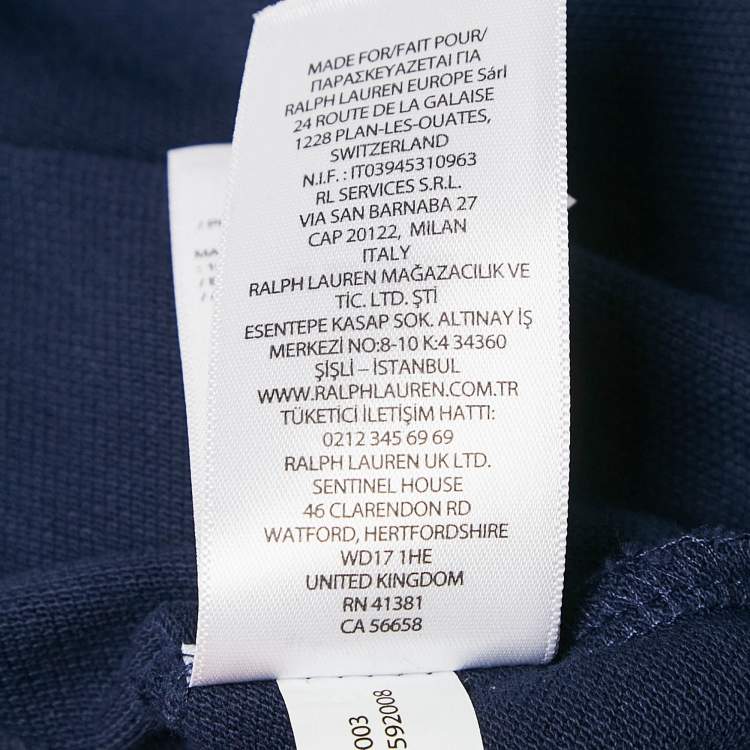 MADE FOR/FAIT POUR/
ΠΑΡΑΣΚΕΥΑΖΕΤΑΙ ΓΙΑ
RALPH LAUREN EUROPE Sárl
24 ROUTE DE LA GALAISE
1228 PLAN-LES-OUATES,
SWITZERLAND
N.I.F. : IT03945310963
RL SERVICES S.R.L.
VIA SAN BARNABA 27
CAP 20122, MILAN
ITALY
RALPH LAUREN MAĞAZACILIK VE
TİC. LTD. ŞTİ
ESENTEPE KASAP SOK. ALTINAY İŞ
MERKEZİ NO:8-10 K:4 34360
ŞİŞLİ – İSTANBUL
WWW.RALPHLAUREN.COM.TR
TÜKETİCİ İLETİŞİM HATTI:
0212 345 69 69
RALPH LAUREN UK LTD.
SENTINEL HOUSE
46 CLARENDON RD
WATFORD, HERTFORDSHIRE
WD17 1HE
UNITED KINGDOM
RN 41381
CA 56658
003
592008